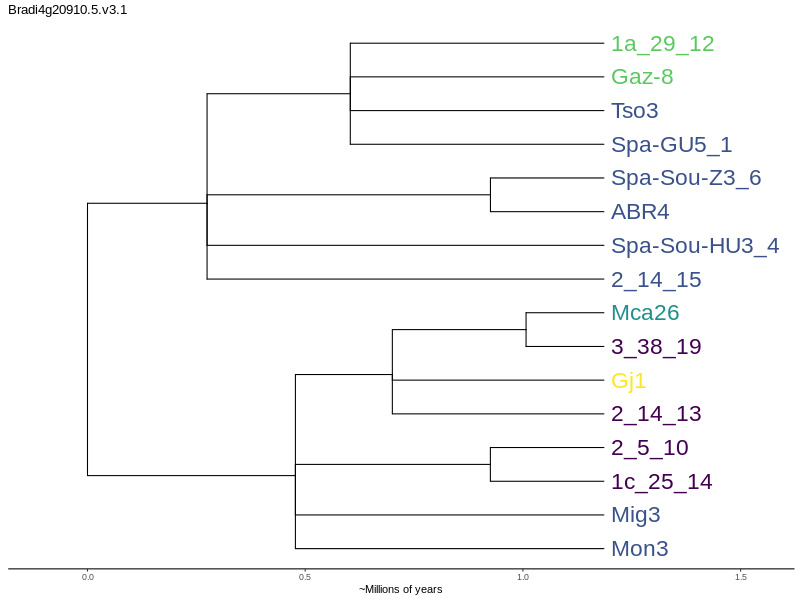 Bradi4g20910.5.v3.1
1a_29_12
Gaz-8
Tso3
Spa-GU5_1
Spa-Sou-Z3_6
ABR4
Spa-Sou-HU3_4
2_14_15
Mca26
3_38_19
Gj1
2_14_13
2_5_10
1c_25_14
Mig3
Mon3
0.0 0.5 1.0 1.5
~Millions of years